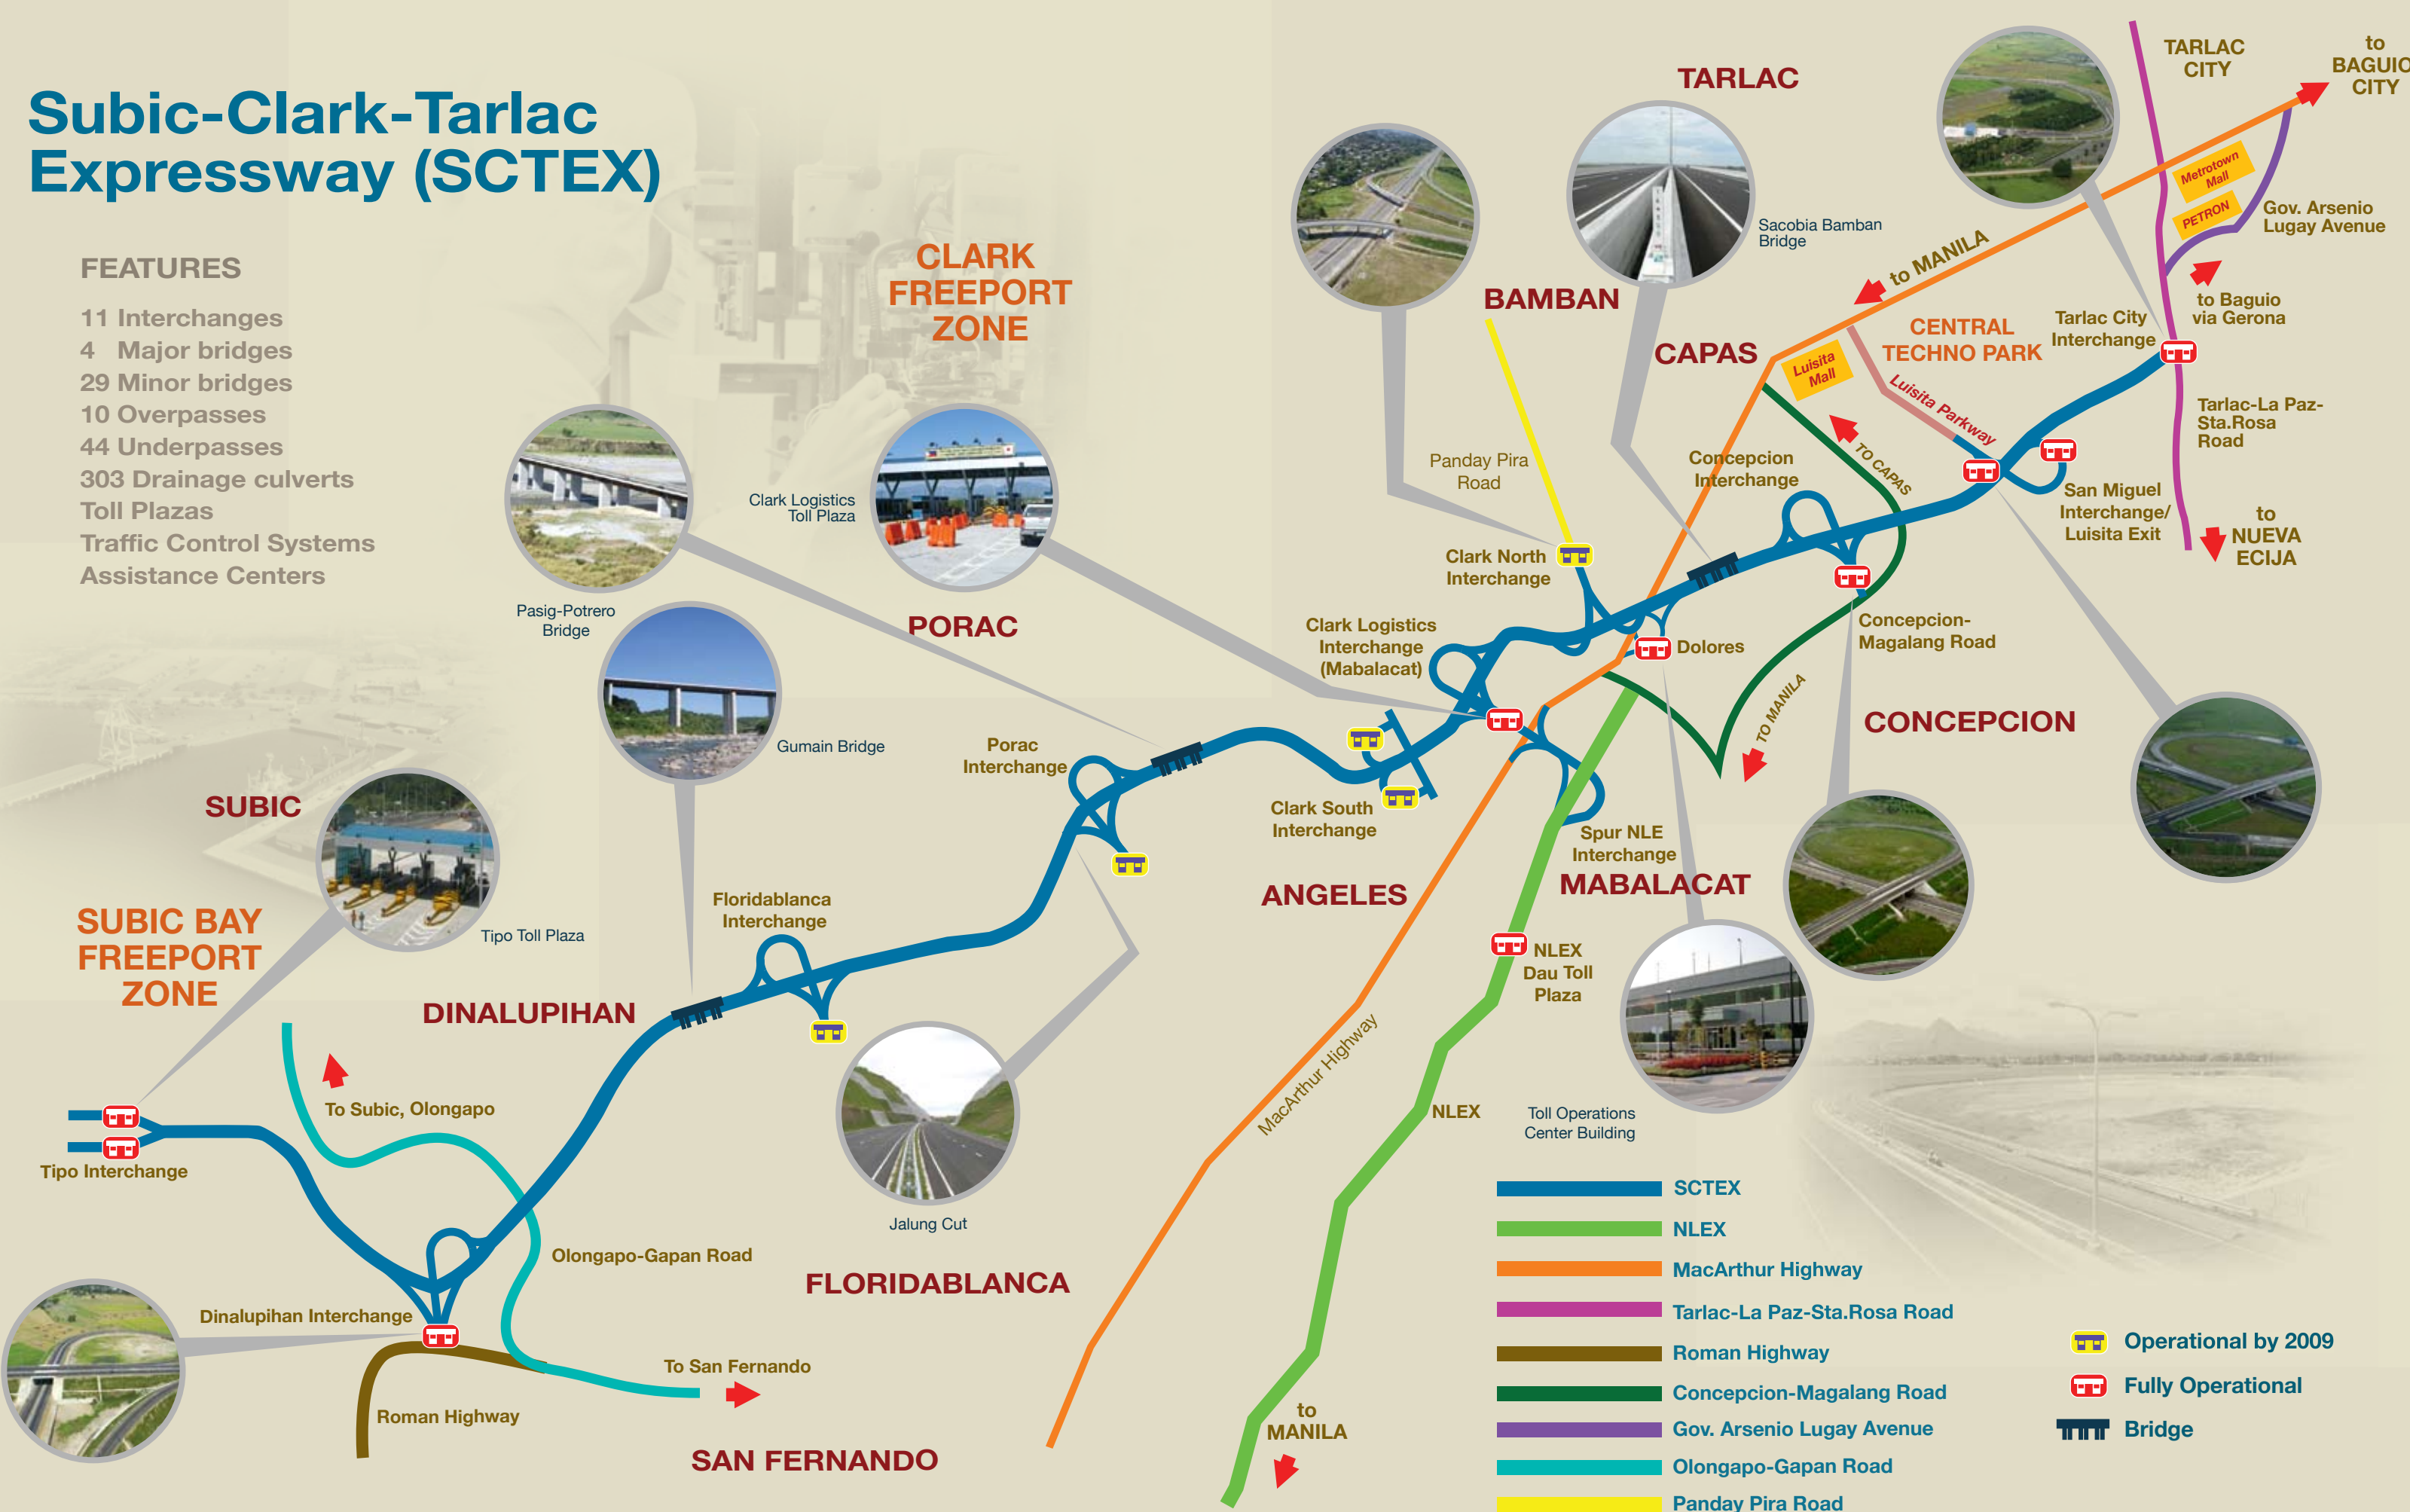 Subic-Clark-Tarlac
Expressway (SCTEX)
FEATURES
11 Interchanges
4 Major bridges
29 Minor bridges
10 Overpasses
44 Underpasses
303 Drainage culverts
Toll Plazas
Traffic Control Systems
Assistance Centers
CLARK
FREEPORT
ZONE
TARLAC
TARLAC
CITY
to
BAGUIO
CITY
Metrotown
Mall
PETRON
Gov. Arsenio
Lugay Avenue
Sacobia Bamban
Bridge
to MANILA
BAMBAN
to Baguio
via Gerona
CAPAS
Luisita
Mall
CENTRAL
TECHNO PARK
Tarlac City
Interchange
Luisita Parkway
Tarlac-La Paz-
Sta.Rosa
Road
TO CAPAS
Panday Pira
Road
Concepcion
Interchange
San Miguel
Interchange/
Luisita Exit
to
NUEVA
ECIJA
Clark Logistics
Toll Plaza
Clark North
Interchange
Pasig-Potrero
Bridge
PORAC
Clark Logistics
Interchange
(Mabalacat)
Dolores
Concepcion-
Magalang Road
TO MANILA
CONCEPCION
Gumain Bridge
Porac
Interchange
Clark South
Interchange
SUBIC
Spur NLE
Interchange
MABALACAT
ANGELES
SUBIC BAY
FREEPORT
ZONE
Tipo Toll Plaza
Floridablanca
Interchange
NLEX
Dau Toll
Plaza
DINALUPIHAN
MacArthur Highway
To Subic, Olongapo
NLEX
Toll Operations
Center Building
Tipo Interchange
Jalung Cut
Olongapo-Gapan Road
FLORIDABLANCA
Dinalupihan Interchange
To San Fernando
Roman Highway
SAN FERNANDO
to
MANILA
SCTEX
NLEX
MacArthur Highway
Tarlac-La Paz-Sta.Rosa Road
Roman Highway
Concepcion-Magalang Road
Gov. Arsenio Lugay Avenue
Olongapo-Gapan Road
Panday Pira Road
Operational by 2009
Fully Operational
Bridge